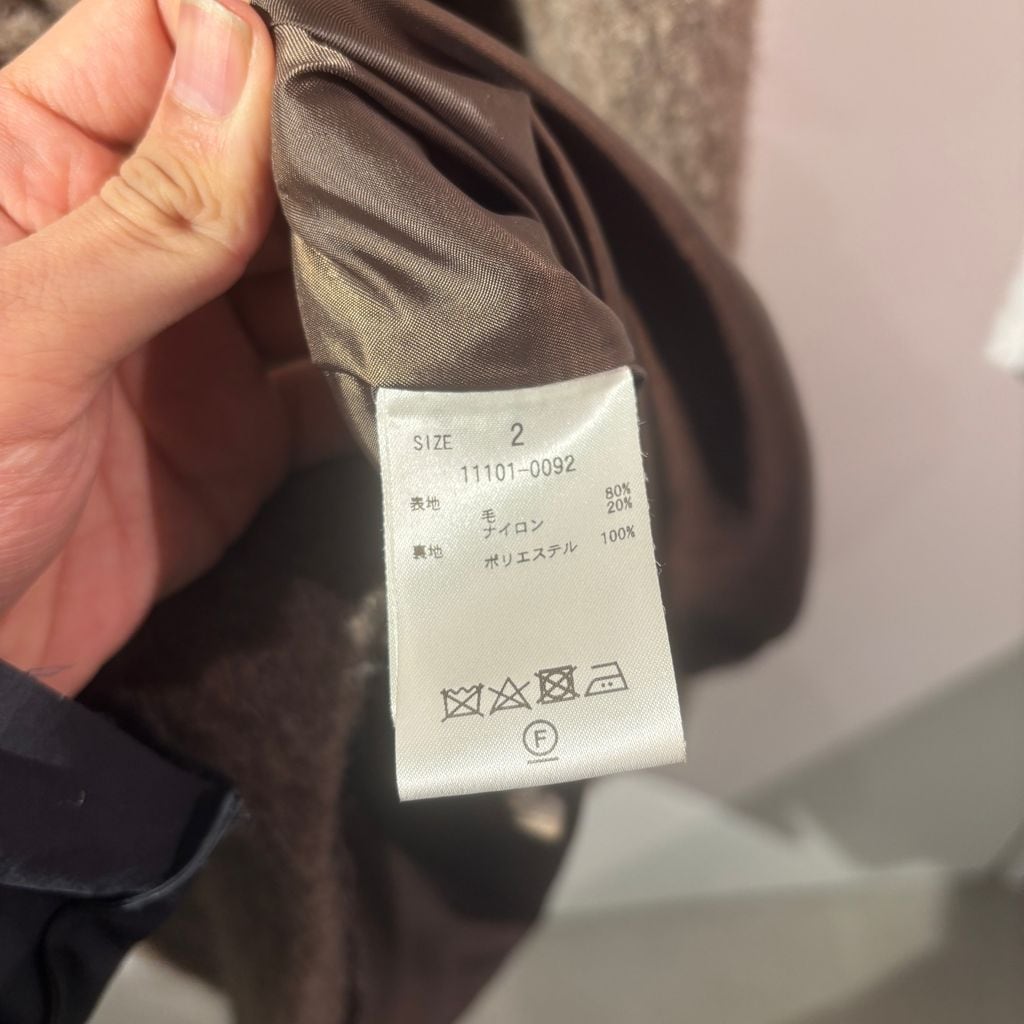 SIZE 2
11101-0092
表地 毛 80%
ナイロン 20%
裏地 ポリエステル 100%
F